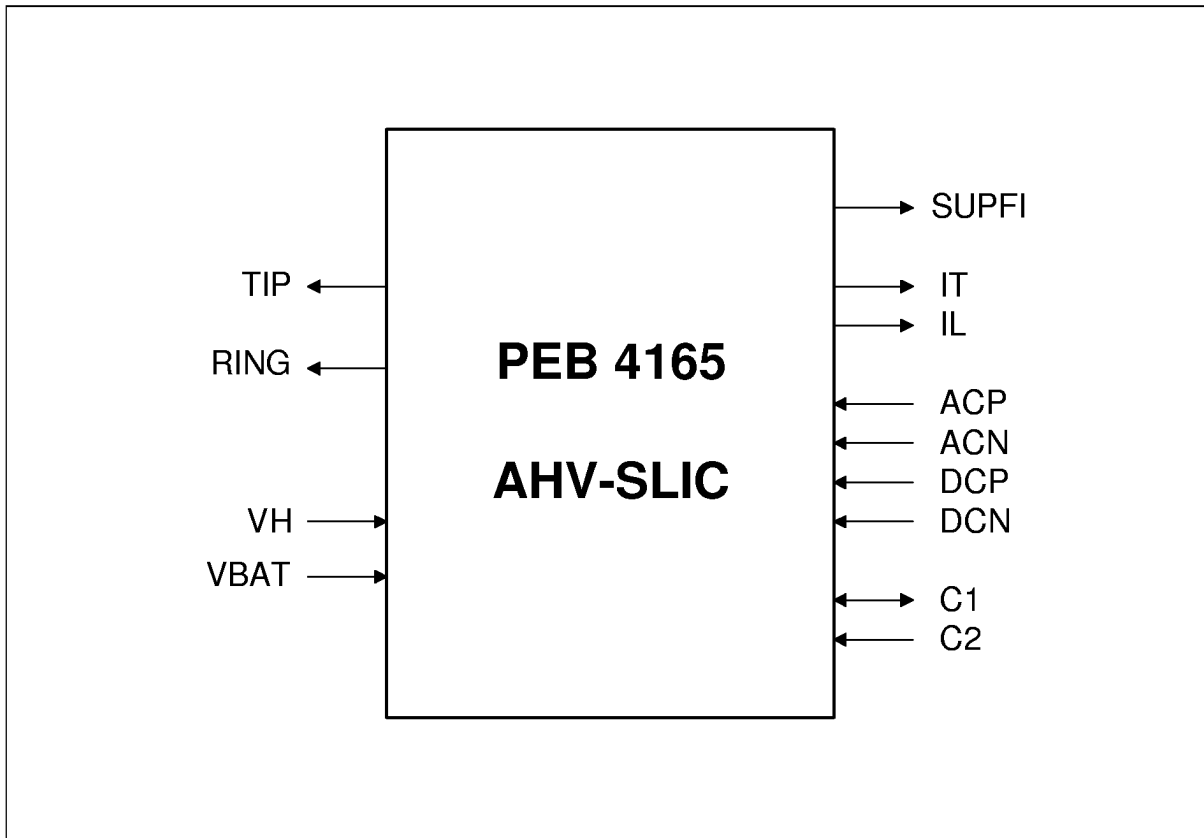 SUPFI
TIP
IT
IL
RING
PEB 4165
ACP
ACN
AHV-SLIC
DCP
VH
DCN
VBAT
C1
C2